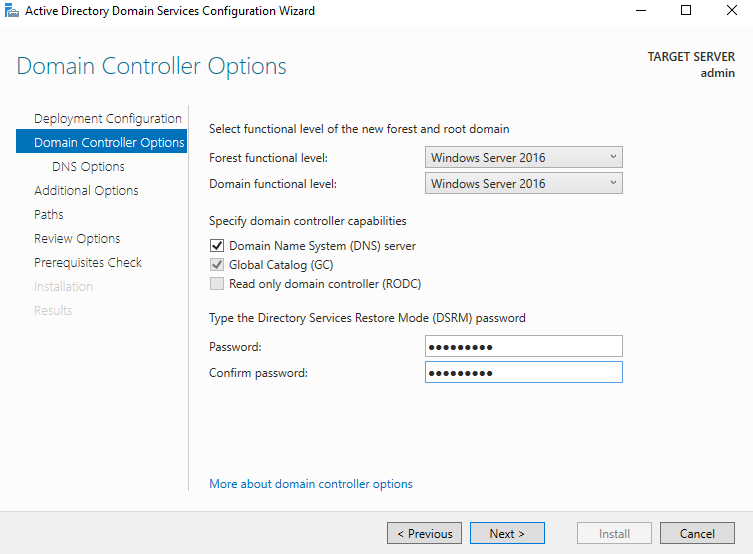 Active Directory Domain Services Configuration Wizard
Domain Controller Options
TARGET SERVER
admin
Deployment Configuration
Domain Controller Options
DNS Options
Additional Options
Paths
Review Options
Prerequisites Check
Installation
Results
Select functional level of the new forest and root domain
Forest functional level: Windows Server 2016
Domain functional level: Windows Server 2016
Specify domain controller capabilities
Domain Name System (DNS) server
Global Catalog (GC)
Read only domain controller (RODC)
Type the Directory Services Restore Mode (DSRM) password
Password: ●●●●●●●●●
Confirm password: ●●●●●●●●●
More about domain controller options
< Previous Next > Install Cancel